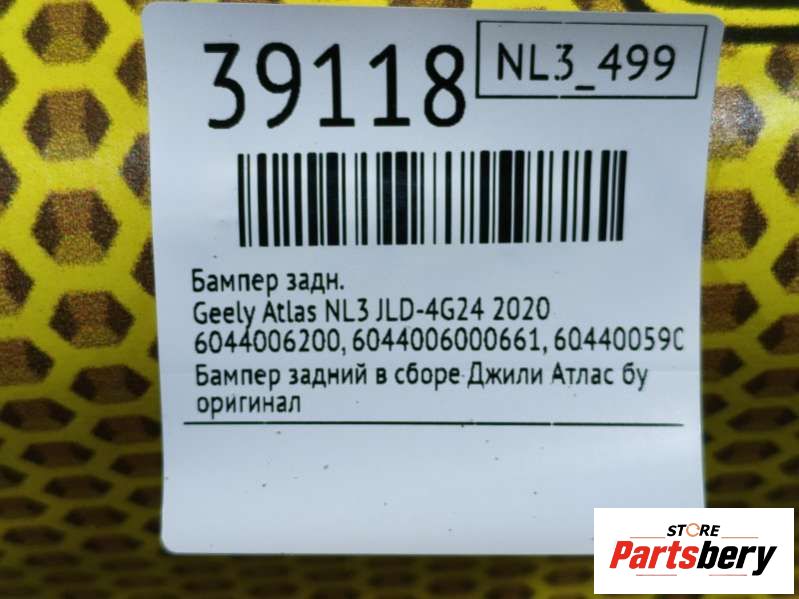 39118
NL3_499
Бампер задн.
Geely Atlas NL3 JLD-4G24 2020
6044006200, 6044006000661, 60440059C
Бампер задний в сборе Джили Атлас бу
оригинал
STORE
Partsbery